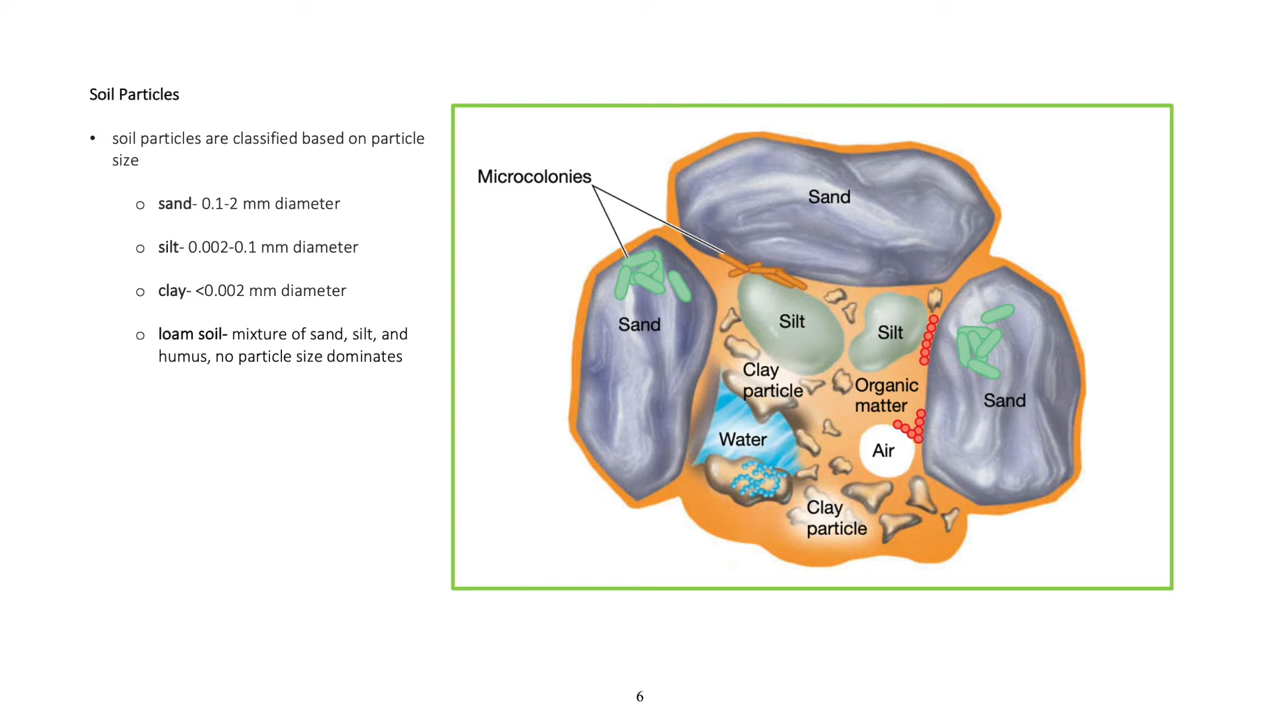 Soil Particles
• soil particles are classified based on particle
size
o sand- 0.1-2 mm diameter
o silt- 0.002-0.1 mm diameter
o clay- <0.002 mm diameter
o loam soil- mixture of sand, silt, and
humus, no particle size dominates
Microcolonies
Sand
Sand
Silt
Silt
Clay
particle
Organic
matter
Sand
Water
Air
Clay
particle
6